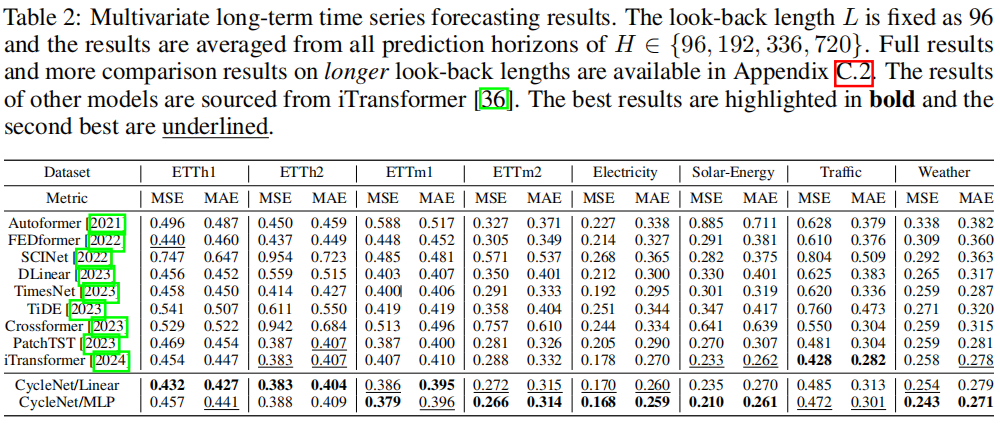 Table 2: Multivariate long-term time series forecasting results. The look-back length L is fixed as 96
and the results are averaged from all prediction horizons of H ∈ {96, 192, 336, 720}. Full results
and more comparison results on longer look-back lengths are available in Appendix C.2. The results
of other models are sourced from iTransformer [36]. The best results are highlighted in bold and the
second best are underlined.
Dataset ETTh1 ETTh2 ETTm1 ETTm2 Electricity Solar-Energy Traffic Weather
Metric MSE MAE MSE MAE MSE MAE MSE MAE MSE MAE MSE MAE MSE MAE MSE MAE
Autoformer [2021] 0.496 0.487 0.450 0.459 0.588 0.517 0.327 0.371 0.227 0.338 0.885 0.711 0.628 0.379 0.338 0.382
FEDformer [2022] 0.440 0.460 0.437 0.449 0.448 0.452 0.305 0.349 0.214 0.327 0.291 0.381 0.610 0.376 0.309 0.360
SCINet [2022] 0.747 0.647 0.954 0.723 0.485 0.481 0.571 0.537 0.268 0.365 0.282 0.375 0.804 0.509 0.292 0.363
DLinear [2023] 0.456 0.452 0.559 0.515 0.403 0.407 0.350 0.401 0.212 0.300 0.330 0.401 0.625 0.383 0.265 0.317
TimesNet [2023] 0.458 0.450 0.414 0.427 0.400 0.406 0.291 0.333 0.192 0.295 0.301 0.319 0.620 0.336 0.259 0.287
TiDE [2023] 0.541 0.507 0.611 0.550 0.419 0.419 0.358 0.404 0.251 0.344 0.347 0.417 0.760 0.473 0.271 0.320
Crossformer [2023] 0.529 0.522 0.942 0.684 0.513 0.496 0.757 0.610 0.244 0.334 0.641 0.639 0.550 0.304 0.259 0.315
PatchTST [2023] 0.469 0.454 0.387 0.407 0.387 0.400 0.281 0.326 0.205 0.290 0.270 0.307 0.481 0.304 0.259 0.281
iTransformer [2024] 0.454 0.447 0.383 0.407 0.407 0.410 0.288 0.332 0.178 0.270 0.233 0.262 0.428 0.282 0.258 0.278
CycleNet/Linear 0.432 0.427 0.383 0.404 0.386 0.395 0.272 0.315 0.170 0.260 0.235 0.270 0.485 0.313 0.254 0.279
CycleNet/MLP 0.457 0.441 0.388 0.409 0.379 0.396 0.266 0.314 0.168 0.259 0.210 0.261 0.472 0.301 0.243 0.271